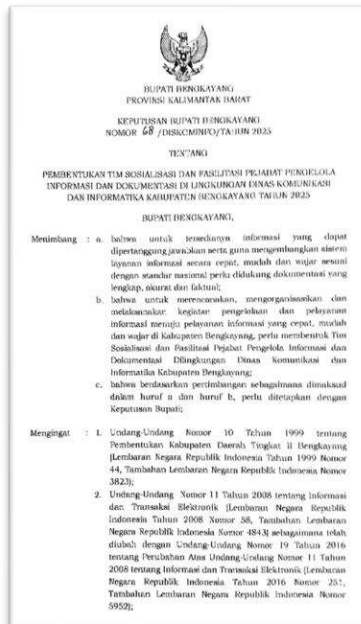 BUPATI BENGKAYANG
PROVINSI KALIMANTAN BARAT
KEPUTUSAN BUPATI BENGKAYANG
NOMOR 68 /DISKOMINFO/TAHUN 2025
TENTANG
PEMBENTUKAN TIM SOSIALISASI DAN FASILITASI PEJABAT PENGELOLA
INFORMASI DAN DOKUMENTASI DI LINGKUNGAN DINAS KOMUNIKASI
DAN INFORMATIKA KABUPATEN BENGKAYANG TAHUN 2025
BUPATI BENGKAYANG,
Menimbang : a. bahwa untuk tersedianya informasi yang dapat
dipertanggung jawabkan serta guna mengembangkan sistem
layanan informasi secara cepat, mudah dan wajar sesuai
dengan standar nasional perlu didukung dokumentasi yang
lengkap, akurat dan faktual;
b. bahwa untuk merencanakan, mengorganisasikan dan
melaksanakan kegiatan pengelolaan dan pelayanan
informasi menuju pelayanan informasi yang cepat, mudah
dan wajar di Kabupaten Bengkayang, perlu membentuk Tim
Sosialisasi dan Fasilitasi Pejabat Pengelola Informasi dan
Dokumentasi Dilingkungan Dinas Komunikasi dan
Informatika Kabupaten Bengkayang;
c. bahwa berdasarkan pertimbangan sebagaimana dimaksud
dalam huruf a dan huruf b, perlu ditetapkan dengan
Keputusan Bupati;
Mengingat : 1. Undang-Undang Nomor 10 Tahun 1999 tentang
Pembentukan Kabupaten Daerah Tingkat II Bengkayang
(Lembaran Negara Republik Indonesia Tahun 1999 Nomor
44, Tambahan Lembaran Negara Republik Indonesia Nomor
3823);
2. Undang-Undang Nomor 11 Tahun 2008 tentang Informasi
dan Transaksi Elektronik (Lembaran Negara Republik
Indonesia Tahun 2008 Nomor 58, Tambahan Lembaran
Negara Republik Indonesia Nomor 4843) sebagaimana telah
diubah dengan Undang-Undang Nomor 19 Tahun 2016
tentang Perubahan Atas Undang-Undang Nomor 11 Tahun
2008 tentang Informasi dan Transaksi Elektronik (Lembaran
Negara Republik Indonesia Tahun 2016 Nomor 251,
Tambahan Lembaran Negara Republik Indonesia Nomor
5952);